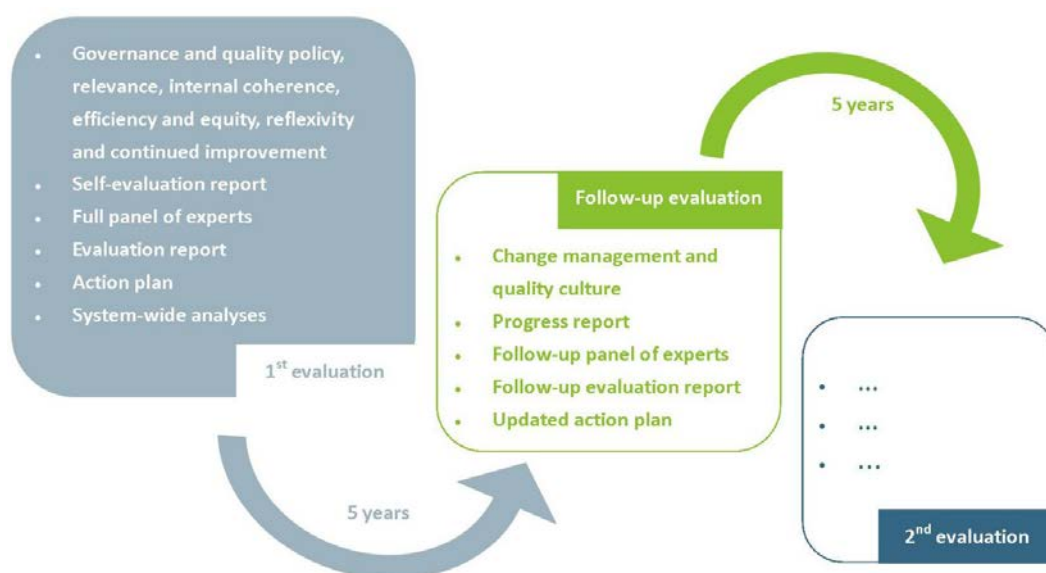 • Governance and quality policy,
relevance, internal coherence,
efficiency and equity, reflexivity
and continued improvement
• Self-evaluation report
• Full panel of experts
• Evaluation report
• Action plan
• System-wide analyses
1st evaluation
5 years
Follow-up evaluation
• Change management and
quality culture
• Progress report
• Follow-up panel of experts
• Follow-up evaluation report
• Updated action plan
5 years
• ...
• ...
• ...
2nd evaluation